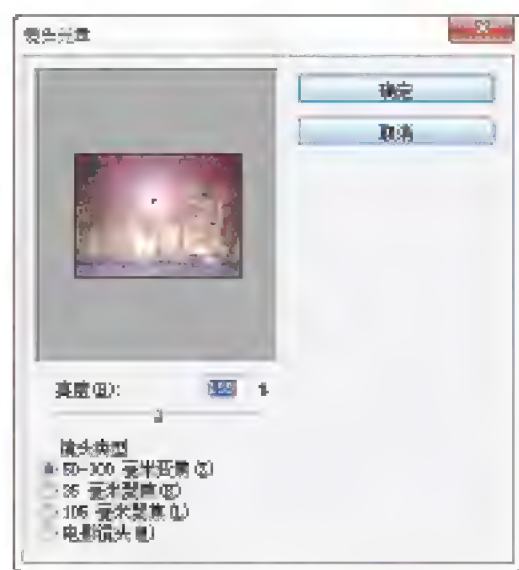 镜头光晕
确定
取消
亮度(B): %
镜头类型
50-300 毫米变焦(Z)
35 毫米聚焦(K)
105 毫米聚焦(L)
电影镜头(M)